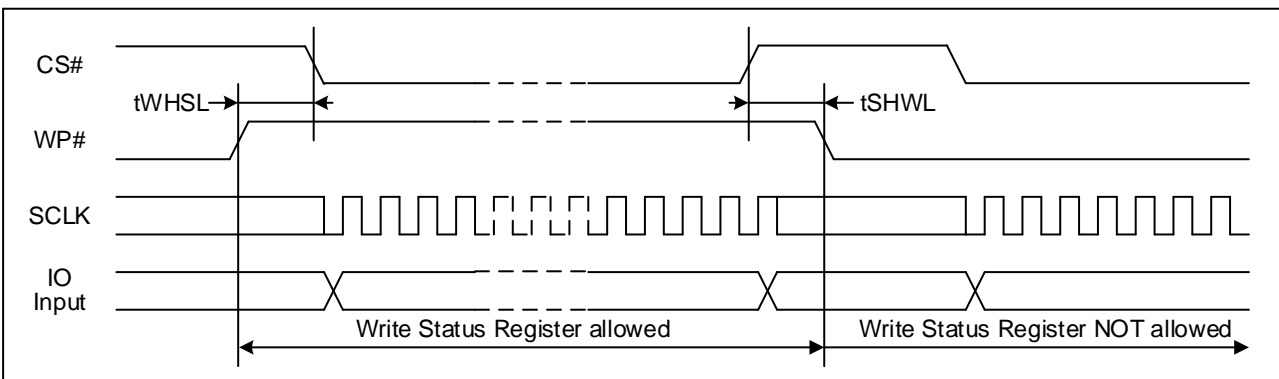 CS#
tWHSL
tSHWL
WP#
SCLK
IO
Input
Write Status Register allowed
Write Status Register NOT allowed